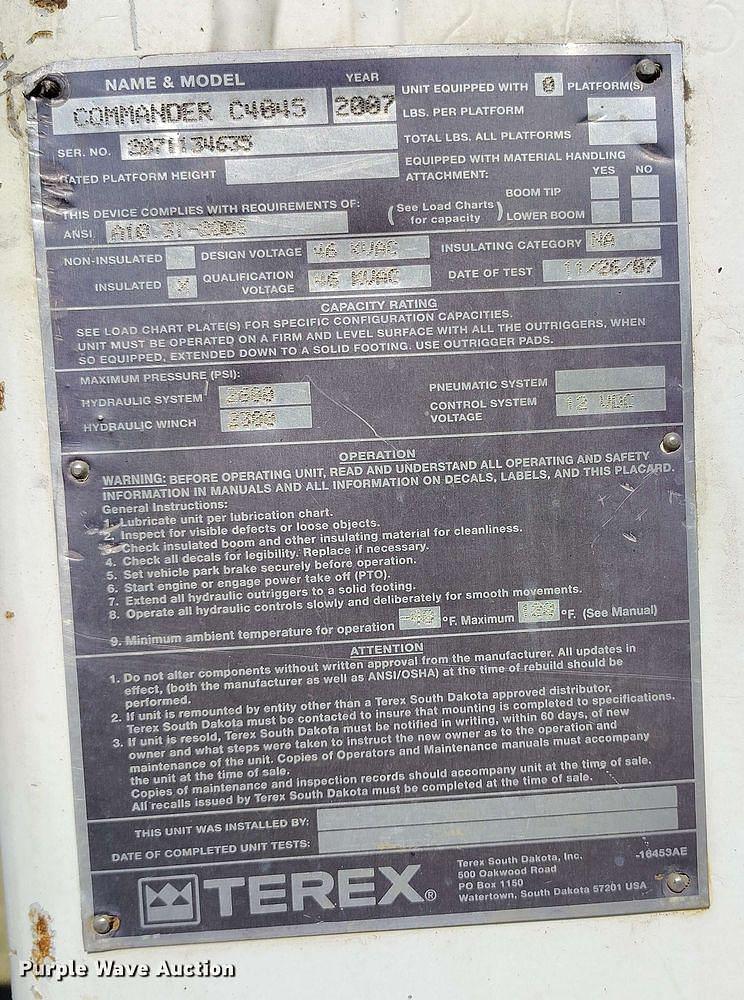 NAME & MODEL
YEAR
UNIT EQUIPPED WITH 0 PLATFORM(S)
COMMANDER C4045
2007
LBS. PER PLATFORM
TOTAL LBS. ALL PLATFORMS
SER. NO. 2071134635
EQUIPPED WITH MATERIAL HANDLING
ATTACHMENT:
YES NO
RATED PLATFORM HEIGHT
BOOM TIP
THIS DEVICE COMPLIES WITH REQUIREMENTS OF:
(See Load Charts
for capacity)
LOWER BOOM
ANSI A10.31-2006
NON-INSULATED
DESIGN VOLTAGE 46 KVAC
INSULATING CATEGORY NA
INSULATED X
QUALIFICATION
VOLTAGE 46 KVAC
DATE OF TEST 11/26/07
CAPACITY RATING
SEE LOAD CHART PLATE(S) FOR SPECIFIC CONFIGURATION CAPACITIES.
UNIT MUST BE OPERATED ON A FIRM AND LEVEL SURFACE WITH ALL THE OUTRIGGERS, WHEN
SO EQUIPPED, EXTENDED DOWN TO A SOLID FOOTING. USE OUTRIGGER PADS.
MAXIMUM PRESSURE (PSI):
PNEUMATIC SYSTEM
HYDRAULIC SYSTEM
CONTROL SYSTEM
VOLTAGE
12 VDC
HYDRAULIC WINCH
OPERATION
WARNING: BEFORE OPERATING UNIT, READ AND UNDERSTAND ALL OPERATING AND SAFETY
INFORMATION IN MANUALS AND ALL INFORMATION ON DECALS, LABELS, AND THIS PLACARD.
General Instructions:
1. Lubricate unit per lubrication chart.
2. Inspect for visible defects or loose objects.
3. Check insulated boom and other insulating material for cleanliness.
4. Check all decals for legibility. Replace if necessary.
5. Set vehicle park brake securely before operation.
6. Start engine or engage power take off (PTO).
7. Extend all hydraulic outriggers to a solid footing.
8. Operate all hydraulic controls slowly and deliberately for smooth movements.
9. Minimum ambient temperature for operation -40 °F. Maximum °F. (See Manual)
ATTENTION
1. Do not alter components without written approval from the manufacturer. All updates in
effect, (both the manufacturer as well as ANSI/OSHA) at the time of rebuild should be
performed.
2. If unit is remounted by entity other than a Terex South Dakota approved distributor,
Terex South Dakota must be contacted to insure that mounting is completed to specifications.
3. If unit is resold, Terex South Dakota must be notified in writing, within 60 days, of new
owner and what steps were taken to instruct the new owner as to the operation and
maintenance of the unit. Copies of Operators and Maintenance manuals must accompany
the unit at the time of sale.
Copies of maintenance and inspection records should accompany unit at the time of sale.
All recalls issued by Terex South Dakota must be completed at the time of sale.
THIS UNIT WAS INSTALLED BY:
DATE OF COMPLETED UNIT TESTS:
TEREX®
Terex South Dakota, Inc.
500 Oakwood Road
PO Box 1150
Watertown, South Dakota 57201 USA
-16453AE
Purple Wave Auction